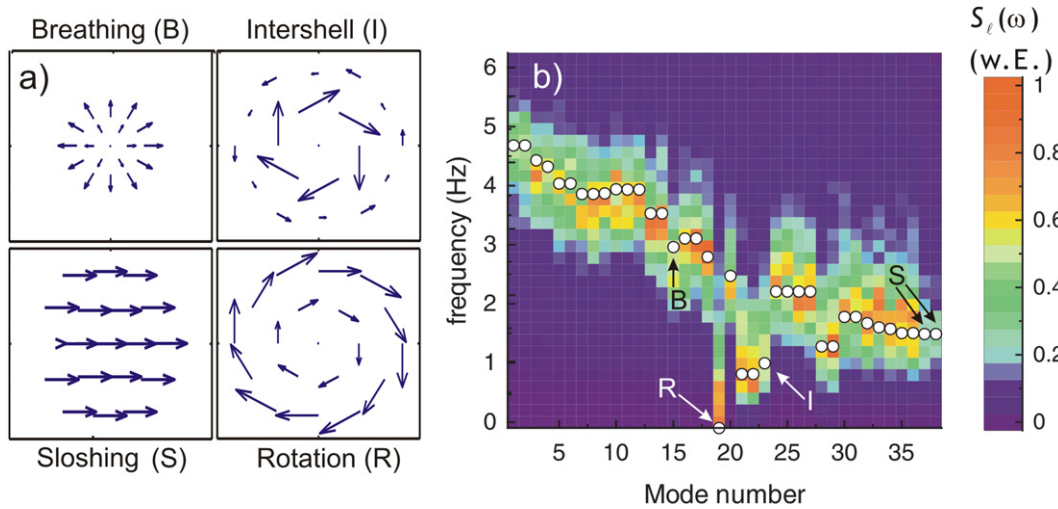 Breathing (B)
Intershell (I)
a)
Sloshing (S)
Rotation (R)
b)
frequency (Hz)
6
5
4
3
2
1
0
B
R
I
S
5
10
15
20
25
30
35
Mode number
Sℓ(ω)
(w.E.)
1
0.8
0.6
0.4
0.2
0